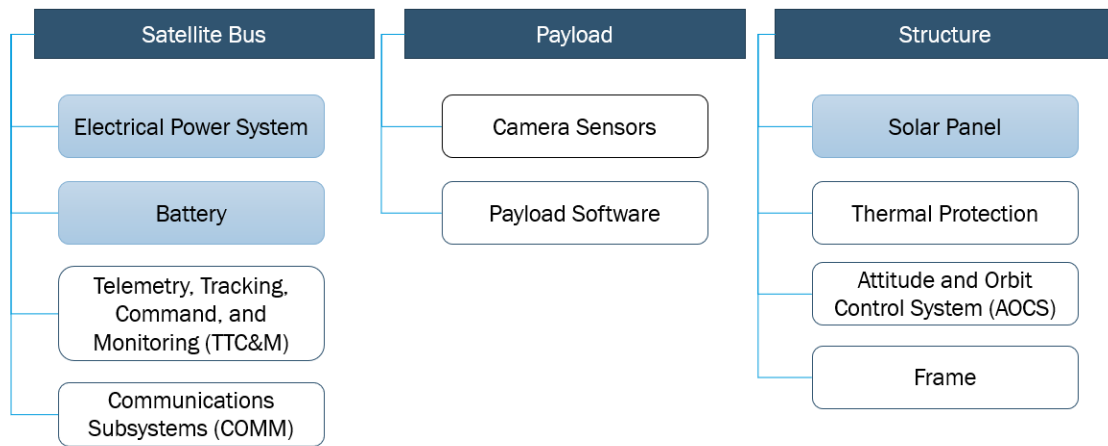 Satellite Bus
Electrical Power System
Battery
Telemetry, Tracking,
Command, and
Monitoring (TTC&M)
Communications
Subsystems (COMM)
Payload
Camera Sensors
Payload Software
Structure
Solar Panel
Thermal Protection
Attitude and Orbit
Control System (AOCS)
Frame